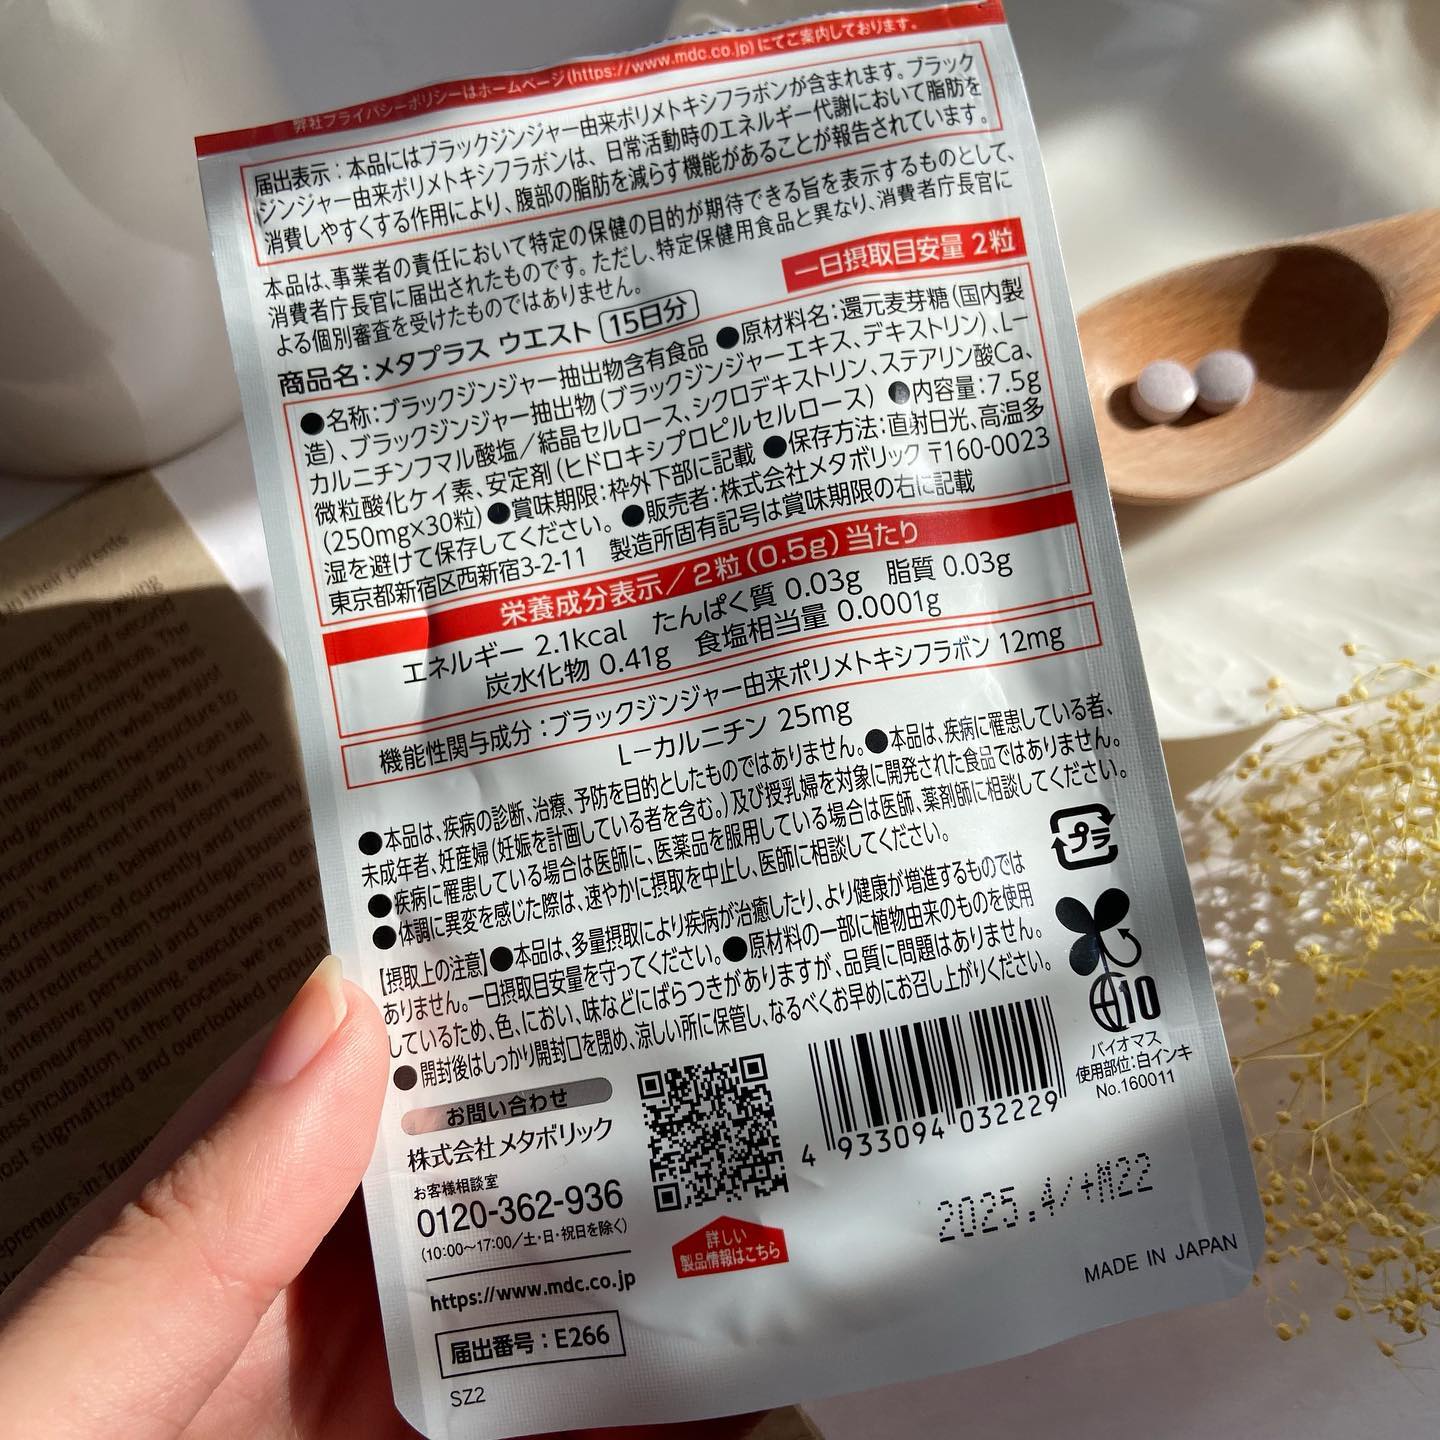 弊社プライバシーポリシーはホームページ(https://www.mdc.co.jp)にてご案内しております。
届出表示：本品にはブラックジンジャー由来ポリメトキシフラボンが含まれます。ブラック
ジンジャー由来ポリメトキシフラボンは、日常活動時のエネルギー代謝において脂肪を
消費しやすくする作用により、腹部の脂肪を減らす機能があることが報告されています。
本品は、事業者の責任において特定の保健の目的が期待できる旨を表示するものとして、
消費者庁長官に届出されたものです。ただし、特定保健用食品と異なり、消費者庁長官に
よる個別審査を受けたものではありません。
一日摂取目安量 2粒
商品名：メタプラス ウエスト 15日分
●名称：ブラックジンジャー抽出物含有食品 ●原材料名：還元麦芽糖(国内製
造)、ブラックジンジャー抽出物(ブラックジンジャーエキス、デキストリン)、L-
カルニチンフマル酸塩／結晶セルロース、シクロデキストリン、ステアリン酸Ca、
微粒酸化ケイ素、安定剤(ヒドロキシプロピルセルロース) ●内容量：7.5g
(250mg×30粒) ●賞味期限：枠外下部に記載 ●保存方法：直射日光、高温多
湿を避けて保存してください。 ●販売者：株式会社メタボリック 〒160-0023
東京都新宿区西新宿3-2-11 製造所固有記号は賞味期限の右に記載
栄養成分表示／2粒(0.5g)当たり
エネルギー 2.1kcal たんぱく質 0.03g 脂質 0.03g
炭水化物 0.41g 食塩相当量 0.0001g
機能性関与成分：ブラックジンジャー由来ポリメトキシフラボン 12mg
L-カルニチン 25mg
●本品は、疾病の診断、治療、予防を目的としたものではありません。●本品は、疾病に罹患している者、
未成年者、妊産婦(妊娠を計画している者を含む。)及び授乳婦を対象に開発された食品ではありません。
●疾病に罹患している場合は医師に、医薬品を服用している場合は医師、薬剤師に相談してください。
●体調に異変を感じた際は、速やかに摂取を中止し、医師に相談してください。
【摂取上の注意】●本品は、多量摂取により疾病が治癒したり、より健康が増進するものでは
ありません。一日摂取目安量を守ってください。●原材料の一部に植物由来のものを使用
しているため、色、におい、味などにばらつきがありますが、品質に問題はありません。
●開封後はしっかり開封口を閉め、涼しい所に保管し、なるべくお早めにお召し上がりください。
プラ
10
バイオマス
使用部位：白インキ
No.160011
お問い合わせ
株式会社メタボリック
お客様相談室
0120-362-936
(10:00～17:00／土・日・祝日を除く)
https://www.mdc.co.jp
届出番号：E266
SZ2
詳しい
製品情報はこちら
4 933094 032229
2025.4/+M22
MADE IN JAPAN